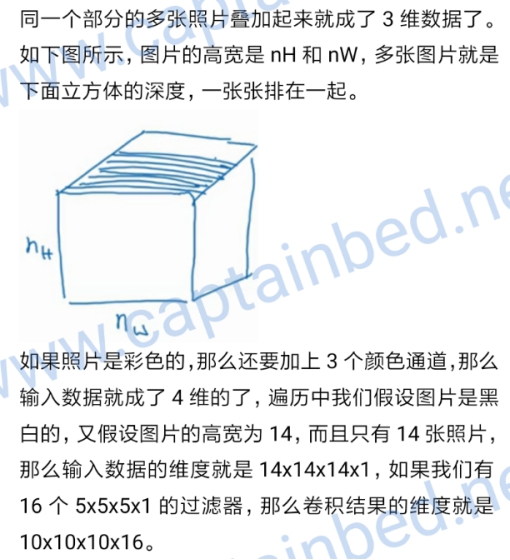 同一个部分的多张照片叠加起来就成了 3 维数据了。
如下图所示，图片的高宽是 nH 和 nW，多张图片就是
下面立方体的深度，一张张排在一起。
nH
nW
如果照片是彩色的,那么还要加上 3 个颜色通道,那么
输入数据就成了 4 维的了，遍历中我们假设图片是黑
白的，又假设图片的高宽为 14，而且只有 14 张照片，
那么输入数据的维度就是 14x14x14x1，如果我们有
16 个 5x5x5x1 的过滤器，那么卷积结果的维度就是
10x10x10x16。
www.captainbed.ne
www.captainbed.ne